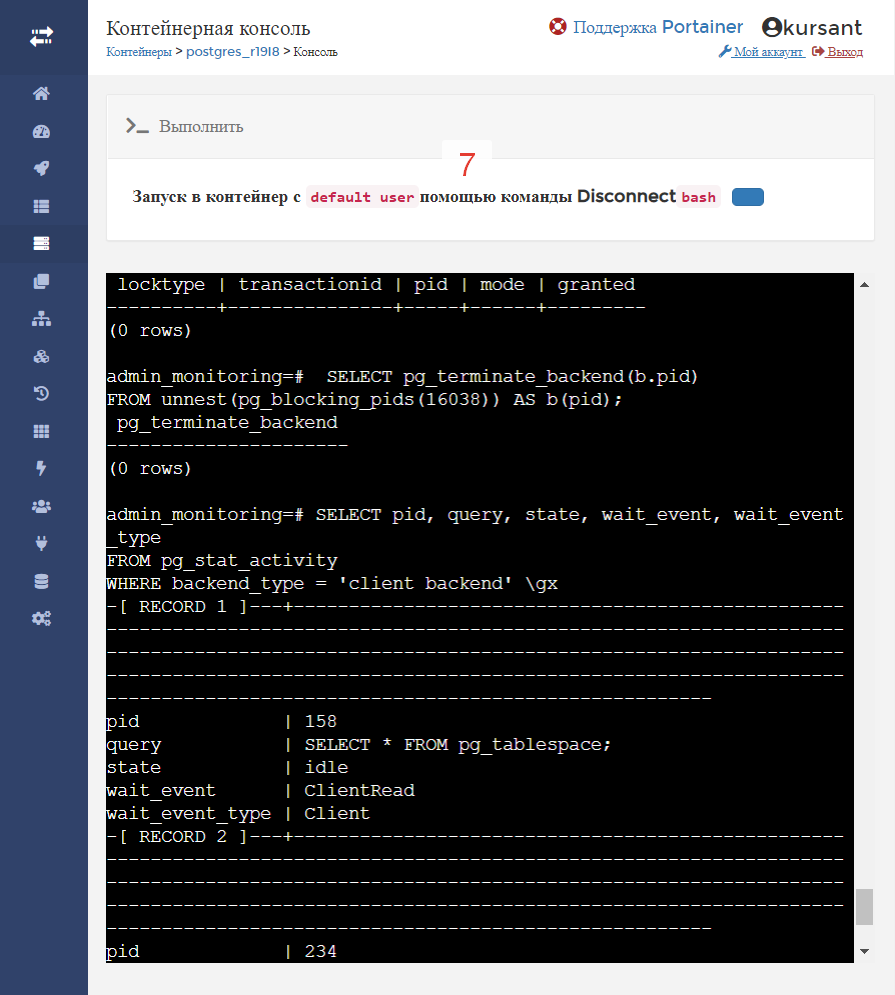 Контейнерная консоль
Поддержка Portainer kursant
Контейнеры > postgres_r19l8 > Консоль
Мой аккаунт Выход
Выполнить
7
Запуск в контейнер с default user помощью команды Disconnect bash
locktype | transactionid | pid | mode | granted
----------+---------------+-----+------+---------
(0 rows)
admin_monitoring=#  SELECT pg_terminate_backend(b.pid)
FROM unnest(pg_blocking_pids(16038)) AS b(pid);
pg_terminate_backend
----------------------
(0 rows)
admin_monitoring=# SELECT pid, query, state, wait_event, wait_event
_type
FROM pg_stat_activity
WHERE backend_type = 'client backend' \gx
-[ RECORD 1 ]---+--------------------------------------------------
-------------------------------------------------------------------
-------------------------------------------------------------------
-------------------------------------------------------------------
-------------------------------------------------------
pid             | 158
query           | SELECT * FROM pg_tablespace;
state           | idle
wait_event      | ClientRead
wait_event_type | Client
-[ RECORD 2 ]---+--------------------------------------------------
-------------------------------------------------------------------
-------------------------------------------------------------------
-------------------------------------------------------------------
-------------------------------------------------------
pid             | 234